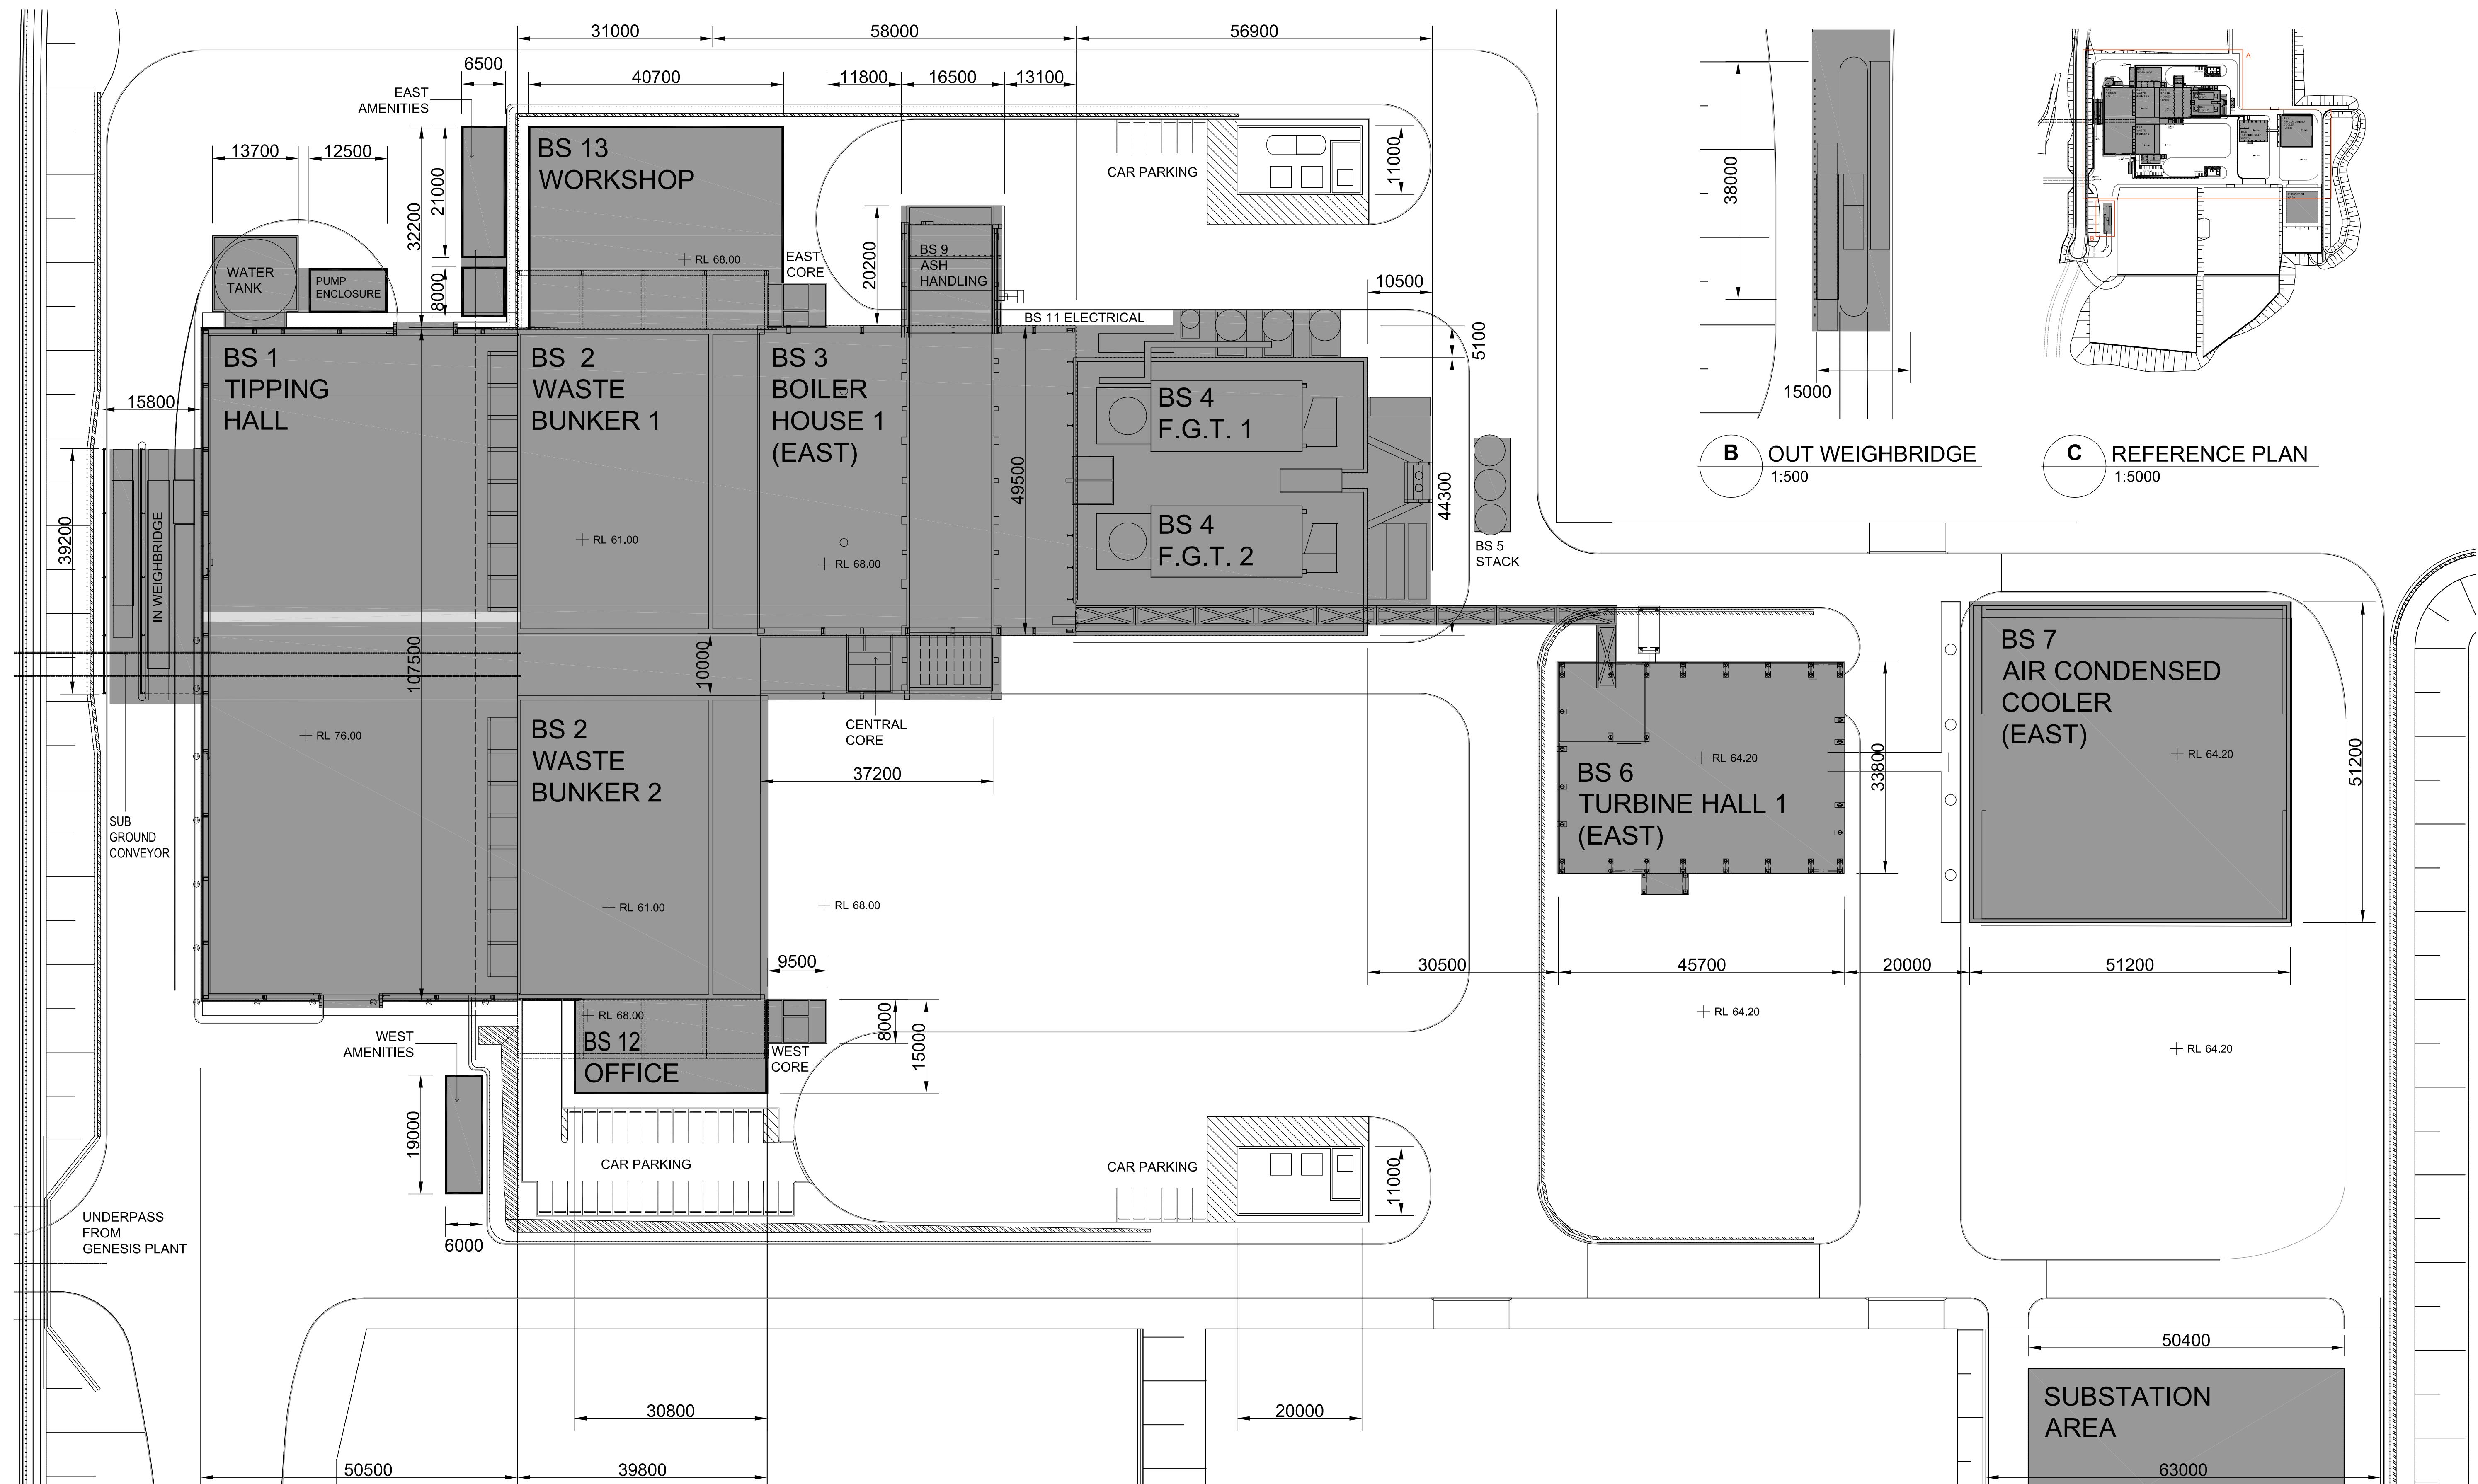 31000
58000
56900
6500
40700
11800
16500
13100
EAST
AMENITIES
13700
12500
21000
32200
8000
WATER
TANK
PUMP
ENCLOSURE
BS 13
WORKSHOP
RL 68.00
EAST
CORE
20200
BS 9
ASH
HANDLING
CAR PARKING
11000
10500
BS 11 ELECTRICAL
5100
38000
15000
B
OUT WEIGHBRIDGE
1:500
C
REFERENCE PLAN
1:5000
A
15800
39200
IN WEIGHBRIDGE
BS 1
TIPPING
HALL
BS 2
WASTE
BUNKER 1
RL 61.00
BS 3
BOILER
HOUSE 1
(EAST)
RL 68.00
49500
BS 4
F.G.T. 1
BS 4
F.G.T. 2
44300
BS 5
STACK
107500
10000
RL 76.00
BS 2
WASTE
BUNKER 2
RL 61.00
CENTRAL
CORE
37200
RL 68.00
SUB
GROUND
CONVEYOR
BS 6
TURBINE HALL 1
(EAST)
RL 64.20
33800
BS 7
AIR CONDENSED
COOLER
(EAST)
RL 64.20
51200
9500
30500
45700
20000
51200
RL 64.20
RL 64.20
RL 68.00
BS 12
OFFICE
8000
15000
WEST
CORE
WEST
AMENITIES
19000
6000
CAR PARKING
CAR PARKING
11000
UNDERPASS
FROM
GENESIS PLANT
30800
20000
50400
SUBSTATION
AREA
50500
39800
63000